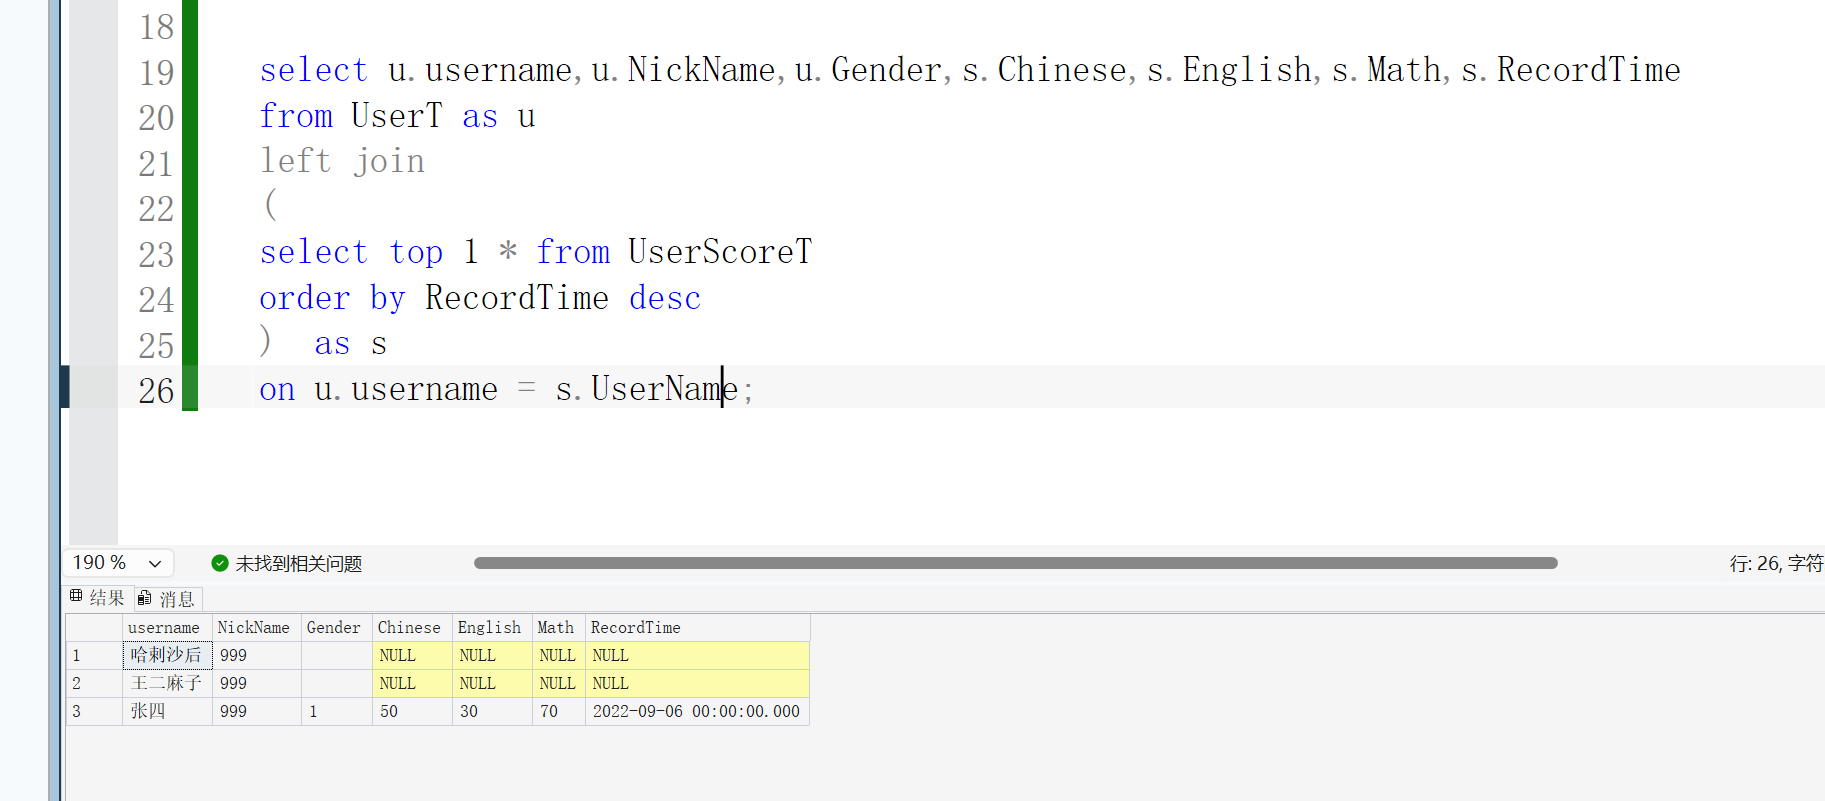 18
19 select u.username,u.NickName,u.Gender,s.Chinese,s.English,s.Math,s.RecordTime
20 from UserT as u
21 left join
22 (
23 select top 1 * from UserScoreT
24 order by RecordTime desc
25 ) as s
26 on u.username = s.UserName;
190 % 未找到相关问题 行: 26, 字符
结果 消息
username NickName Gender Chinese English Math RecordTime
1 哈刺沙后 999 NULL NULL NULL NULL
2 王二麻子 999 NULL NULL NULL NULL
3 张四 999 1 50 30 70 2022-09-06 00:00:00.000